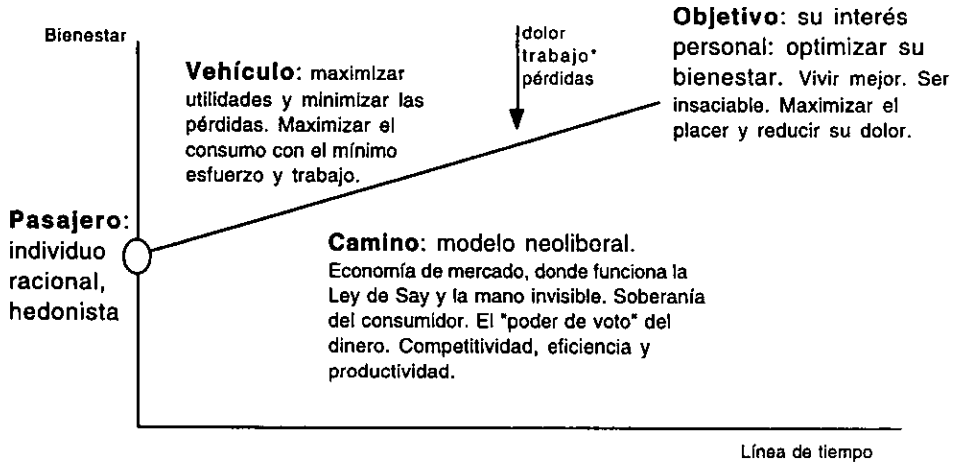 Bienestar
Vehículo: maximizar
utilidades y minimizar las
pérdidas. Maximizar el
consumo con el mínimo
esfuerzo y trabajo.
dolor
trabajo*
pérdidas
Objetivo: su interés
personal: optimizar su
bienestar. Vivir mejor. Ser
insaciable. Maximizar el
placer y reducir su dolor.
Pasajero:
individuo
racional,
hedonista
Camino: modelo neoliberal.
Economía de mercado, donde funciona la
Ley de Say y la mano invisible. Soberanía
del consumidor. El "poder de voto" del
dinero. Competitividad, eficiencia y
productividad.
Línea de tiempo